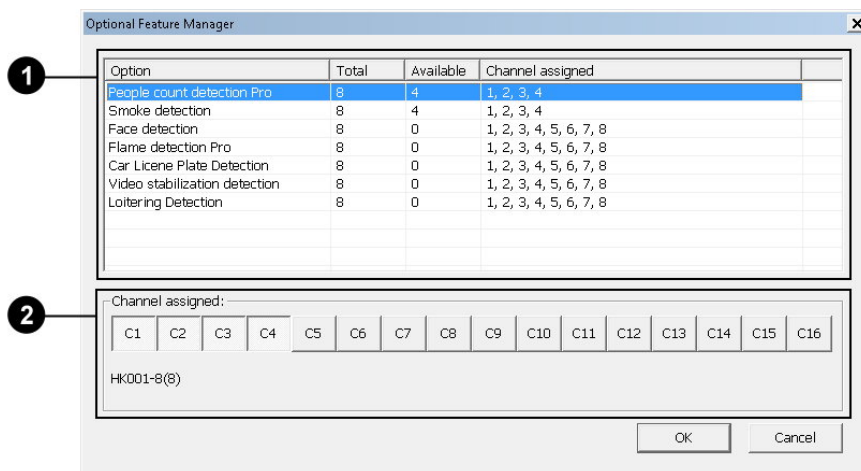 Optional Feature Manager
1
Option Total Available Channel assigned
People count detection Pro 8 4 1, 2, 3, 4
Smoke detection 8 4 1, 2, 3, 4
Face detection 8 0 1, 2, 3, 4, 5, 6, 7, 8
Flame detection Pro 8 0 1, 2, 3, 4, 5, 6, 7, 8
Car Licene Plate Detection 8 0 1, 2, 3, 4, 5, 6, 7, 8
Video stabilization detection 8 0 1, 2, 3, 4, 5, 6, 7, 8
Loitering Detection 8 0 1, 2, 3, 4, 5, 6, 7, 8
2
Channel assigned:
C1 C2 C3 C4 C5 C6 C7 C8 C9 C10 C11 C12 C13 C14 C15 C16
HK001-8(8)
OK Cancel